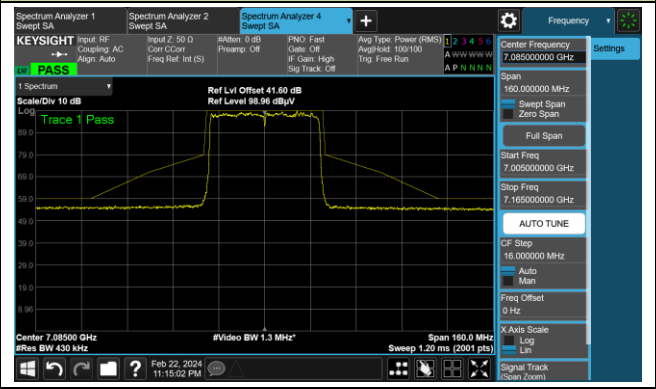 Spectrum Analyzer 1
Swept SA
Spectrum Analyzer 2
Swept SA
Spectrum Analyzer 4
Swept SA
Frequency
KEYSIGHT
Input: RF
Coupling: AC
Align: Auto
Input Z: 50 Ω
Corr CCorr
Freq Ref: Int (S)
#Atten: 0 dB
Preamp: Off
PNO: Fast
Gate: Off
IF Gain: High
Sig Track: Off
Avg Type: Power (RMS)
Avg|Hold: 100/100
Trig: Free Run
1 2 3 4 5 6
A W W W W W
A P N N N N
PASS
1 Spectrum
Scale/Div 10 dB
Ref Lvl Offset 41.60 dB
Ref Level 98.96 dBµV
Log
Trace 1 Pass
89.0
79.0
69.0
59.0
49.0
39.0
29.0
19.0
8.96
Center 7.08500 GHz
#Video BW 1.3 MHz*
Span 160.0 MHz
#Res BW 430 kHz
Sweep 1.20 ms (2001 pts)
Feb 22, 2024
11:15:02 PM
Center Frequency
7.085000000 GHz
Settings
Span
160.000000 MHz
Swept Span
Zero Span
Full Span
Start Freq
7.005000000 GHz
Stop Freq
7.165000000 GHz
AUTO TUNE
CF Step
16.000000 MHz
Auto
Man
Freq Offset
0 Hz
X Axis Scale
Log
Lin
Signal Track
(Span Zoom)